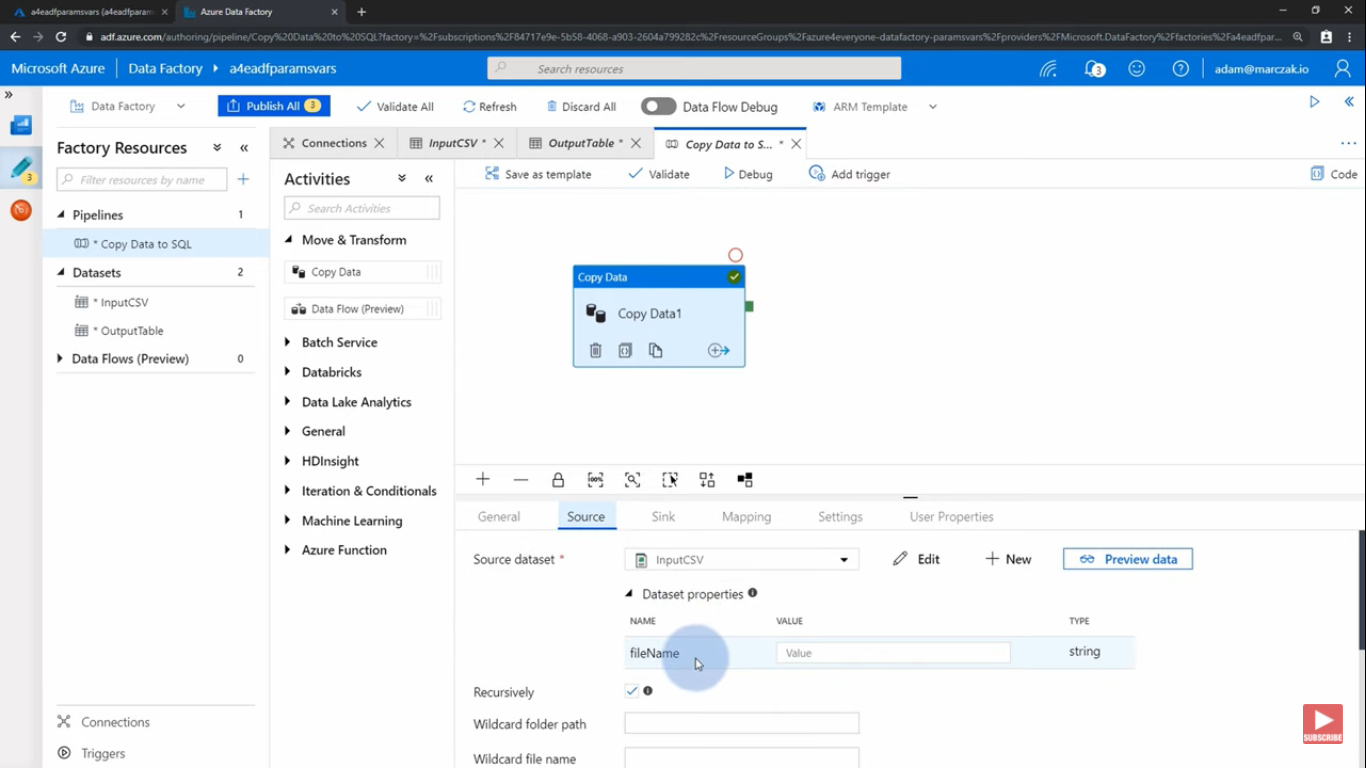 a4eadfparamsvars (a4eadfparams
Azure Data Factory
adf.azure.com/authoring/pipeline/Copy%20Data%20to%20SQL?factory=%2Fsubscriptions%2F84717e9e-5b58-4068-a903-2604a799282c%2FresourceGroups%2Fazure4everyone-datafactory-paramsvars%2Fproviders%2FMicrosoft.DataFactory%2Ffactories%2Fa4eadfpar...
Microsoft Azure
Data Factory
a4eadfparamsvars
Search resources
3
adam@marczak.io
Data Factory
Publish All 3
Validate All
Refresh
Discard All
Data Flow Debug
ARM Template
3
Factory Resources
Filter resources by name
Pipelines 1
* Copy Data to SQL
Datasets 2
* InputCSV
* OutputTable
Data Flows (Preview) 0
Connections
Triggers
Connections
InputCSV *
OutputTable *
Copy Data to S... *
Activities
Search Activities
Move & Transform
Copy Data
Data Flow (Preview)
Batch Service
Databricks
Data Lake Analytics
General
HDInsight
Iteration & Conditionals
Machine Learning
Azure Function
Save as template
Validate
Debug
Add trigger
Code
Copy Data
Copy Data1
100%
General
Source
Sink
Mapping
Settings
User Properties
Source dataset *
InputCSV
Edit
New
Preview data
Dataset properties
NAME VALUE TYPE
fileName Value string
Recursively
Wildcard folder path
Wildcard file name
SUBSCRIBE